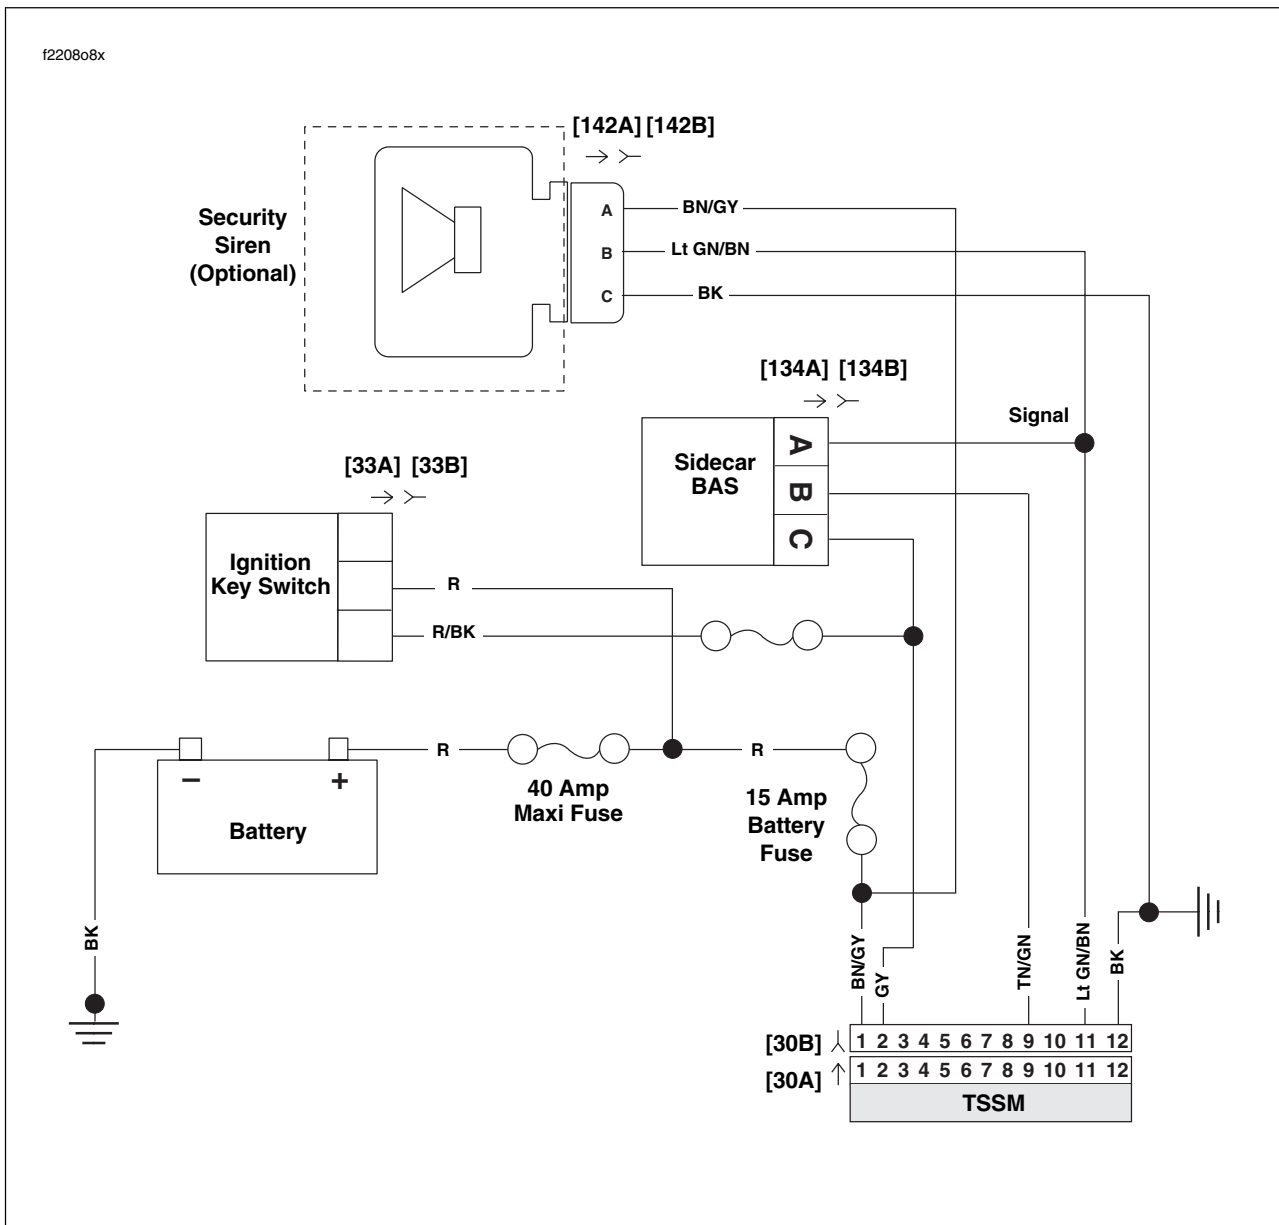 f2208o8x
[142A] [142B]
Security
Siren
(Optional)
A
B
C
BN/GY
Lt GN/BN
BK
[134A] [134B]
Signal
Sidecar
BAS
A
B
C
[33A] [33B]
Ignition
Key Switch
R
R/BK
R
R
40 Amp
Maxi Fuse
15 Amp
Battery
Fuse
– +
Battery
BK
BN/GY
GY
TN/GN
Lt GN/BN
BK
[30B] 1 2 3 4 5 6 7 8 9 10 11 12
[30A] 1 2 3 4 5 6 7 8 9 10 11 12
TSSM